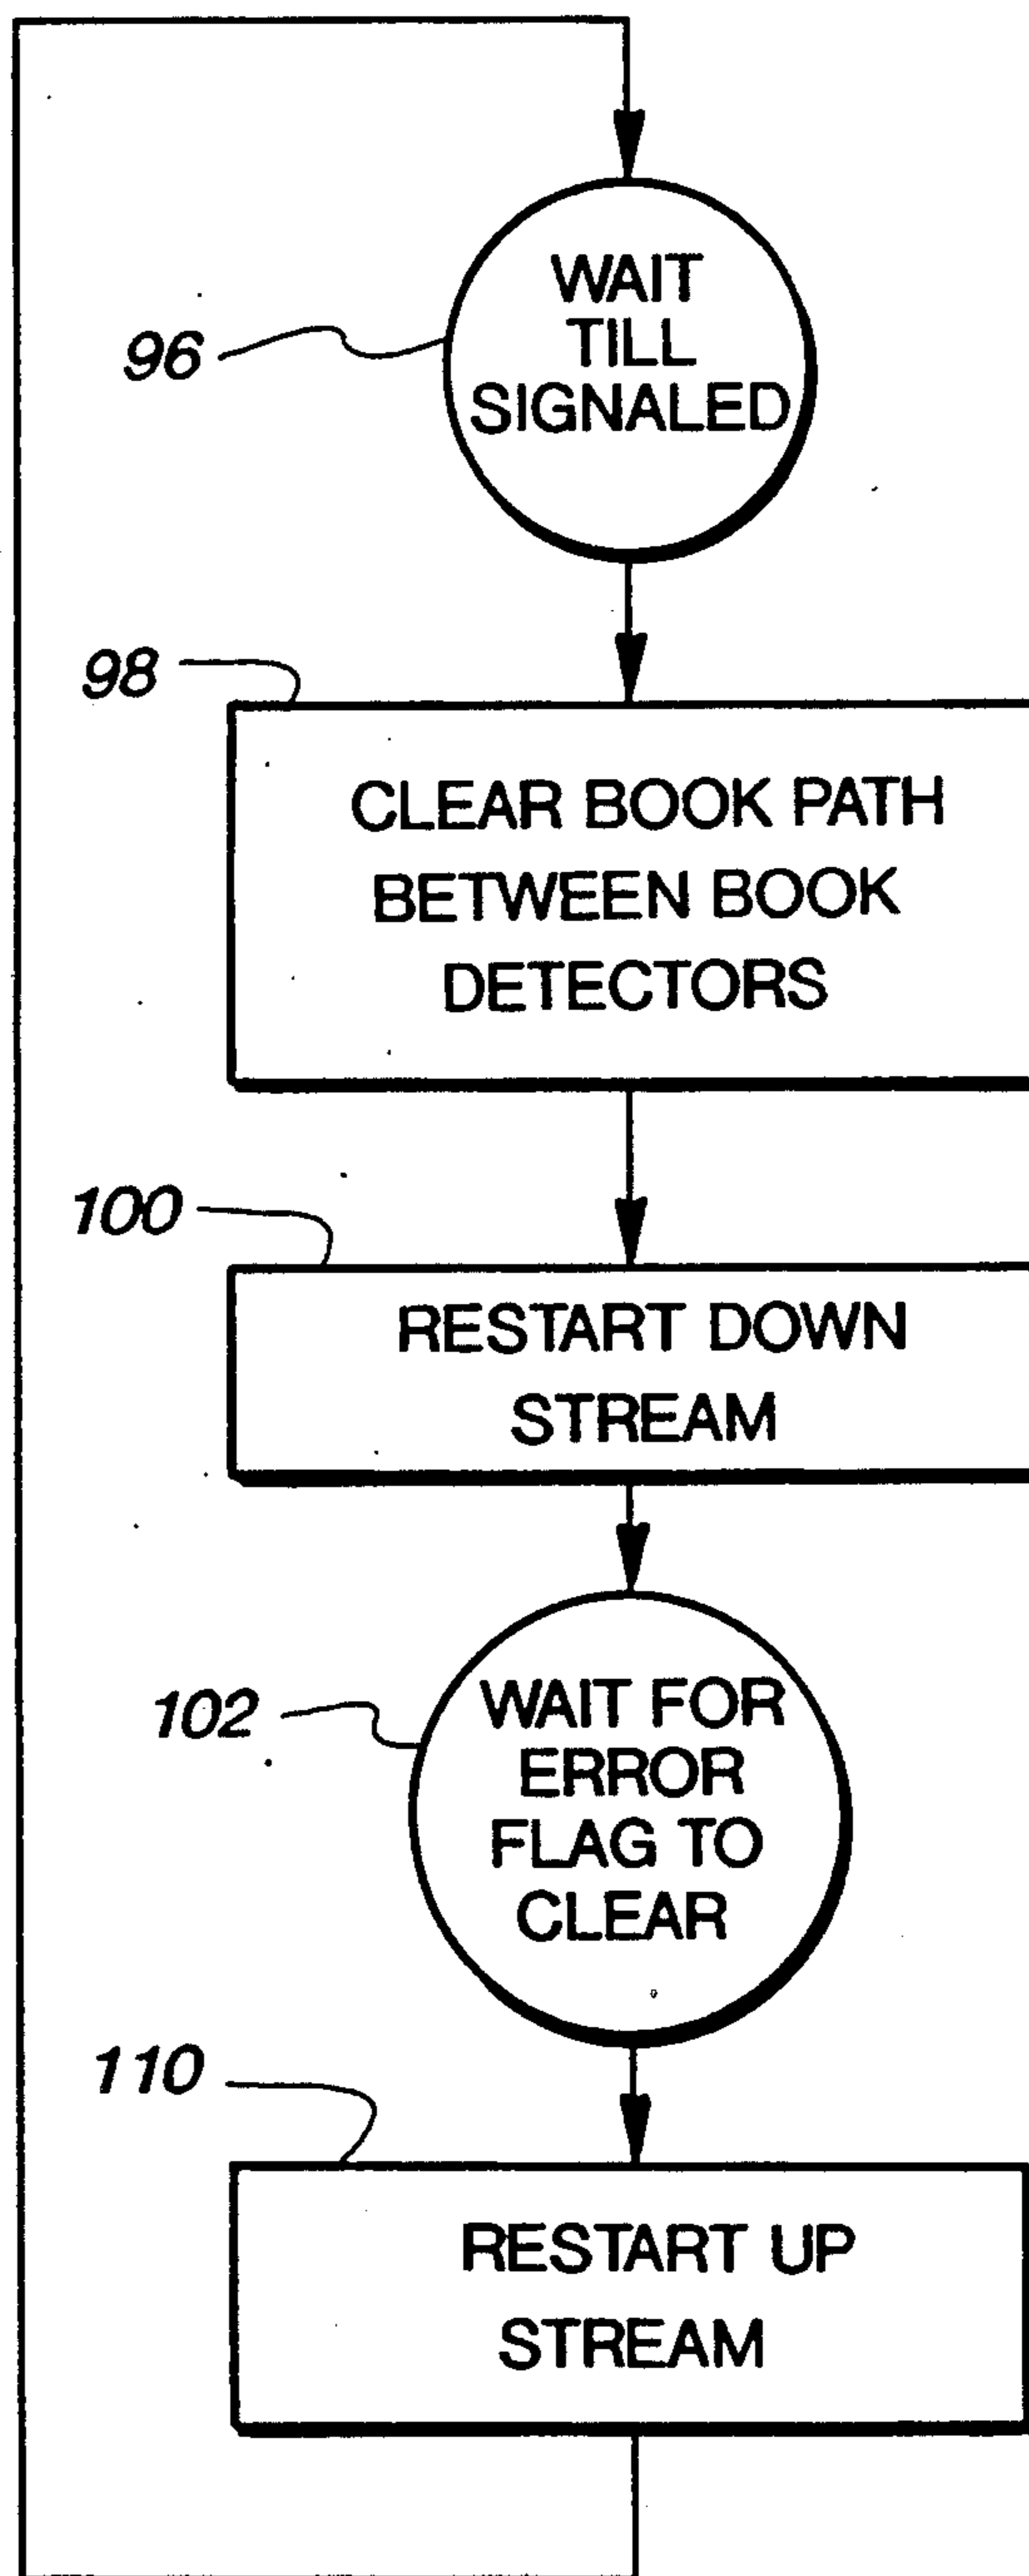 96
WAIT
TILL
SIGNALED
98
CLEAR BOOK PATH
BETWEEN BOOK
DETECTORS
100
RESTART DOWN
STREAM
102
WAIT FOR
ERROR
FLAG TO
CLEAR
110
RESTART UP
STREAM